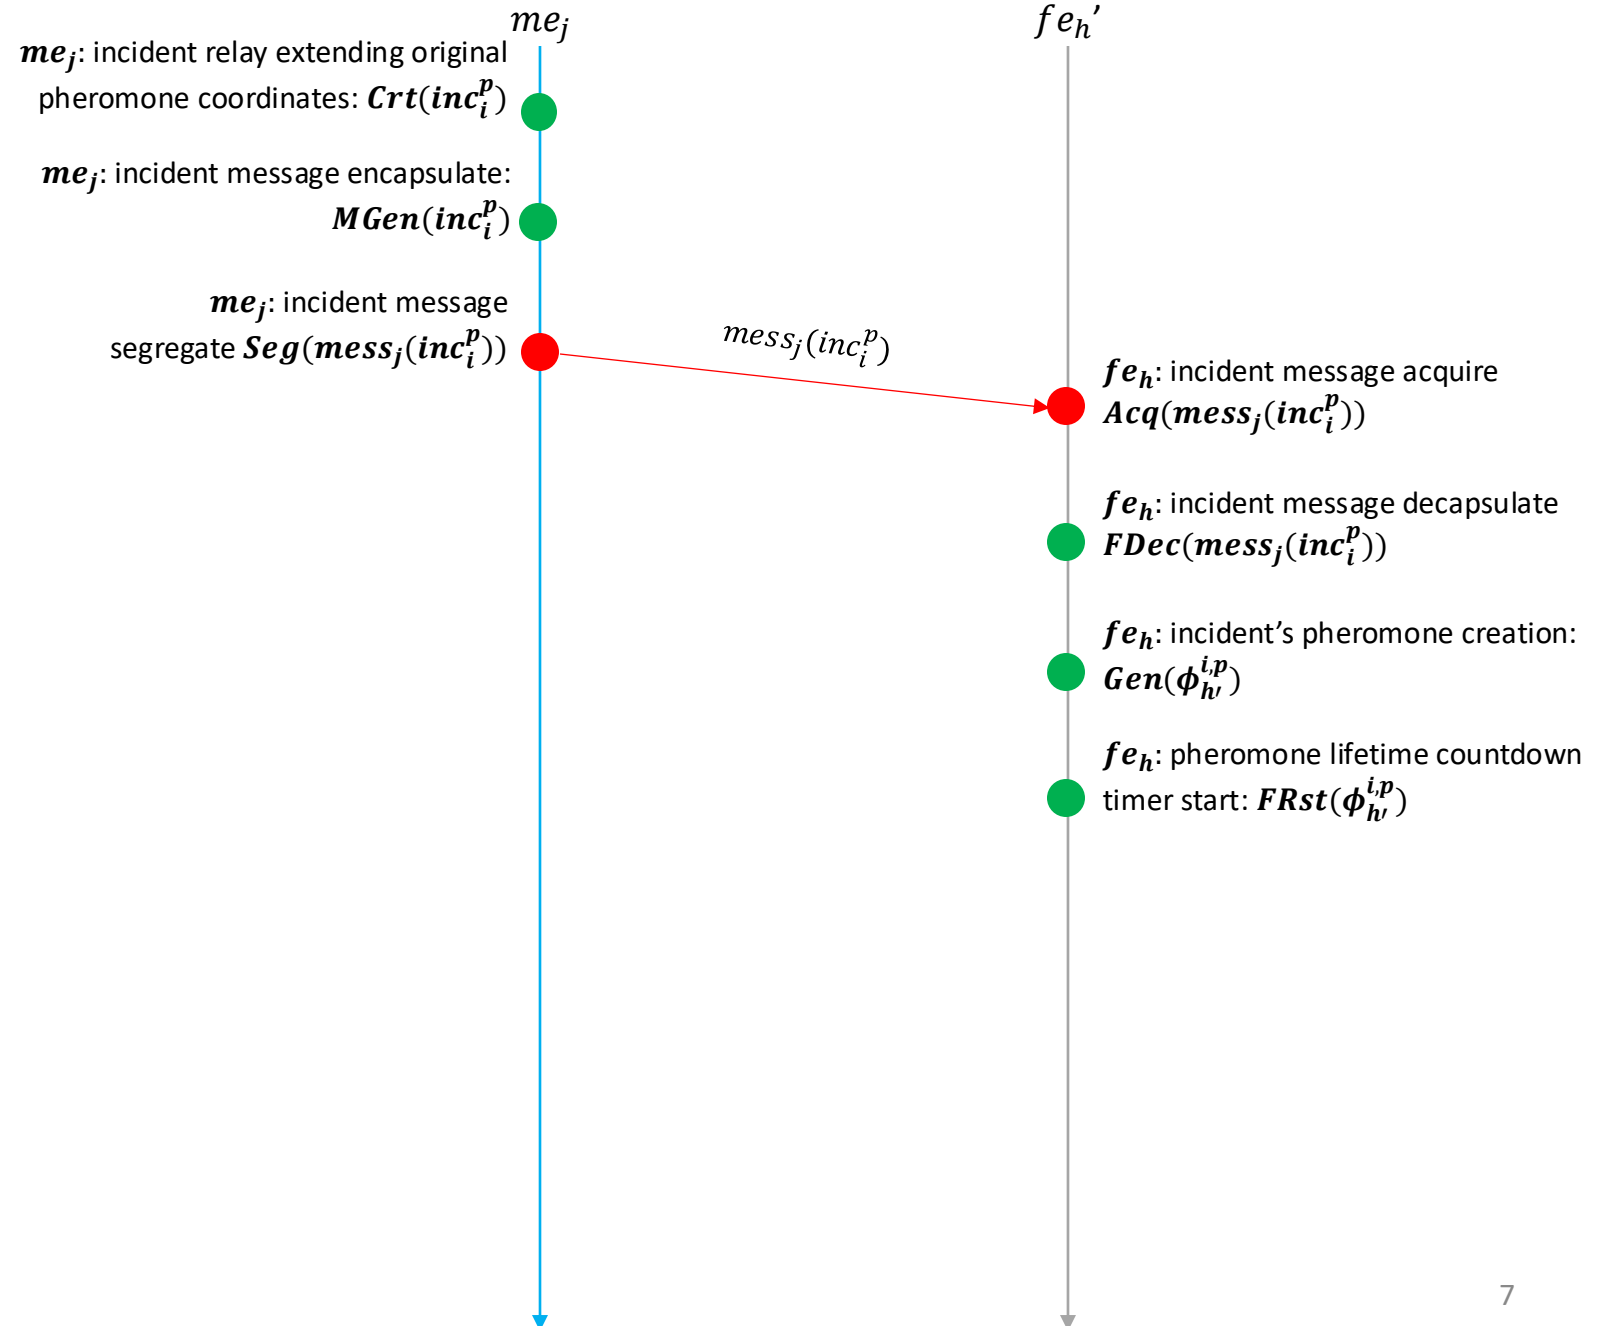 me_j
fe_h’
me_j: incident relay extending original
pheromone coordinates: Crt(inc_i^p)
me_j: incident message encapsulate:
MGen(inc_i^p)
me_j: incident message
segregate Seg(mess_j(inc_i^p))
mess_j(inc_i^p)
fe_h: incident message acquire
Acq(mess_j(inc_i^p))
fe_h: incident message decapsulate
FDec(mess_j(inc_i^p))
fe_h: incident’s pheromone creation:
Gen(ϕ_{h′}^{i,p})
fe_h: pheromone lifetime countdown
timer start: FRst(ϕ_{h′}^{i,p})
7